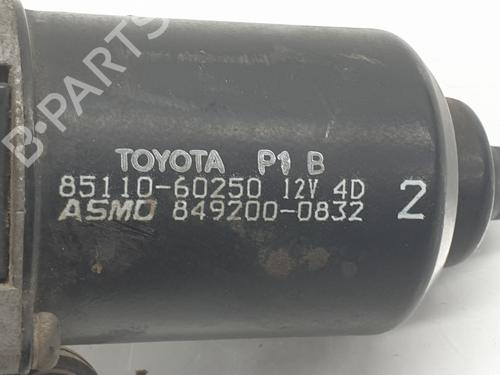 B-PARTS
TOYOTA P1 B
85110-60250 12V 4D
ASMO 849200-0832 2